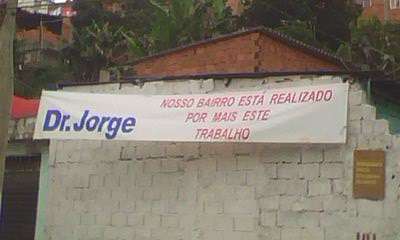 Dr.Jorge
NOSSO BAIRRO ESTÁ REALIZADO
POR MAIS ESTE
TRABALHO